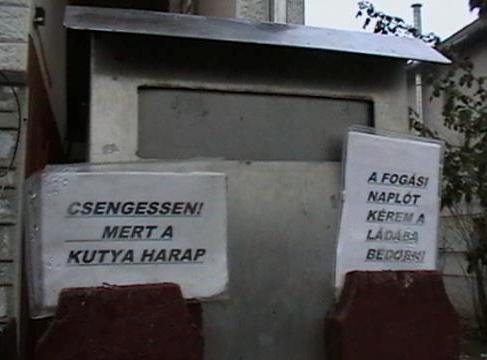 CSENGESSEN!
MERT A
KUTYA HARAP
A FOGÁSI
NAPLÓT
KÉREM A
LÁDÁBA
BEDOBNI